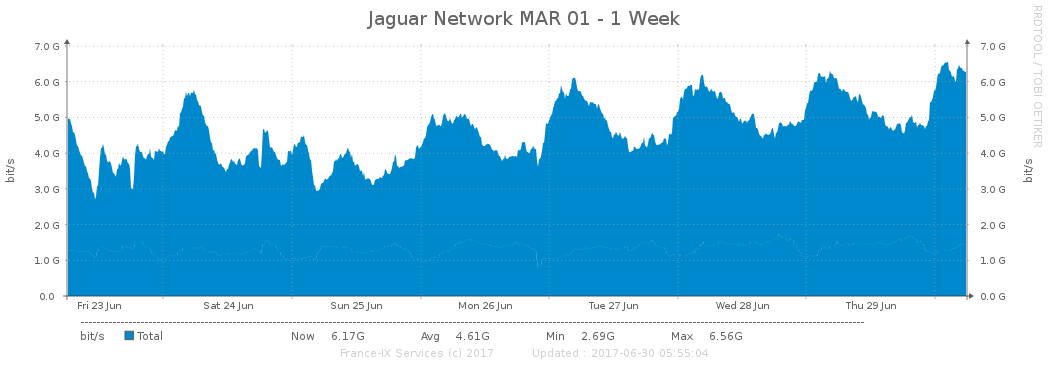 Jaguar Network MAR 01 - 1 Week
RRDTOOL / TOBI OETIKER
7.0 G 7.0 G
6.0 G 6.0 G
5.0 G 5.0 G
4.0 G 4.0 G
3.0 G 3.0 G
2.0 G 2.0 G
1.0 G 1.0 G
0.0 0.0 G
bit/s bit/s
Fri 23 Jun Sat 24 Jun Sun 25 Jun Mon 26 Jun Tue 27 Jun Wed 28 Jun Thu 29 Jun
bit/s Total Now 6.17G Avg 4.61G Min 2.69G Max 6.56G
France-IX Services (c) 2017 Updated : 2017-06-30 05:55:04